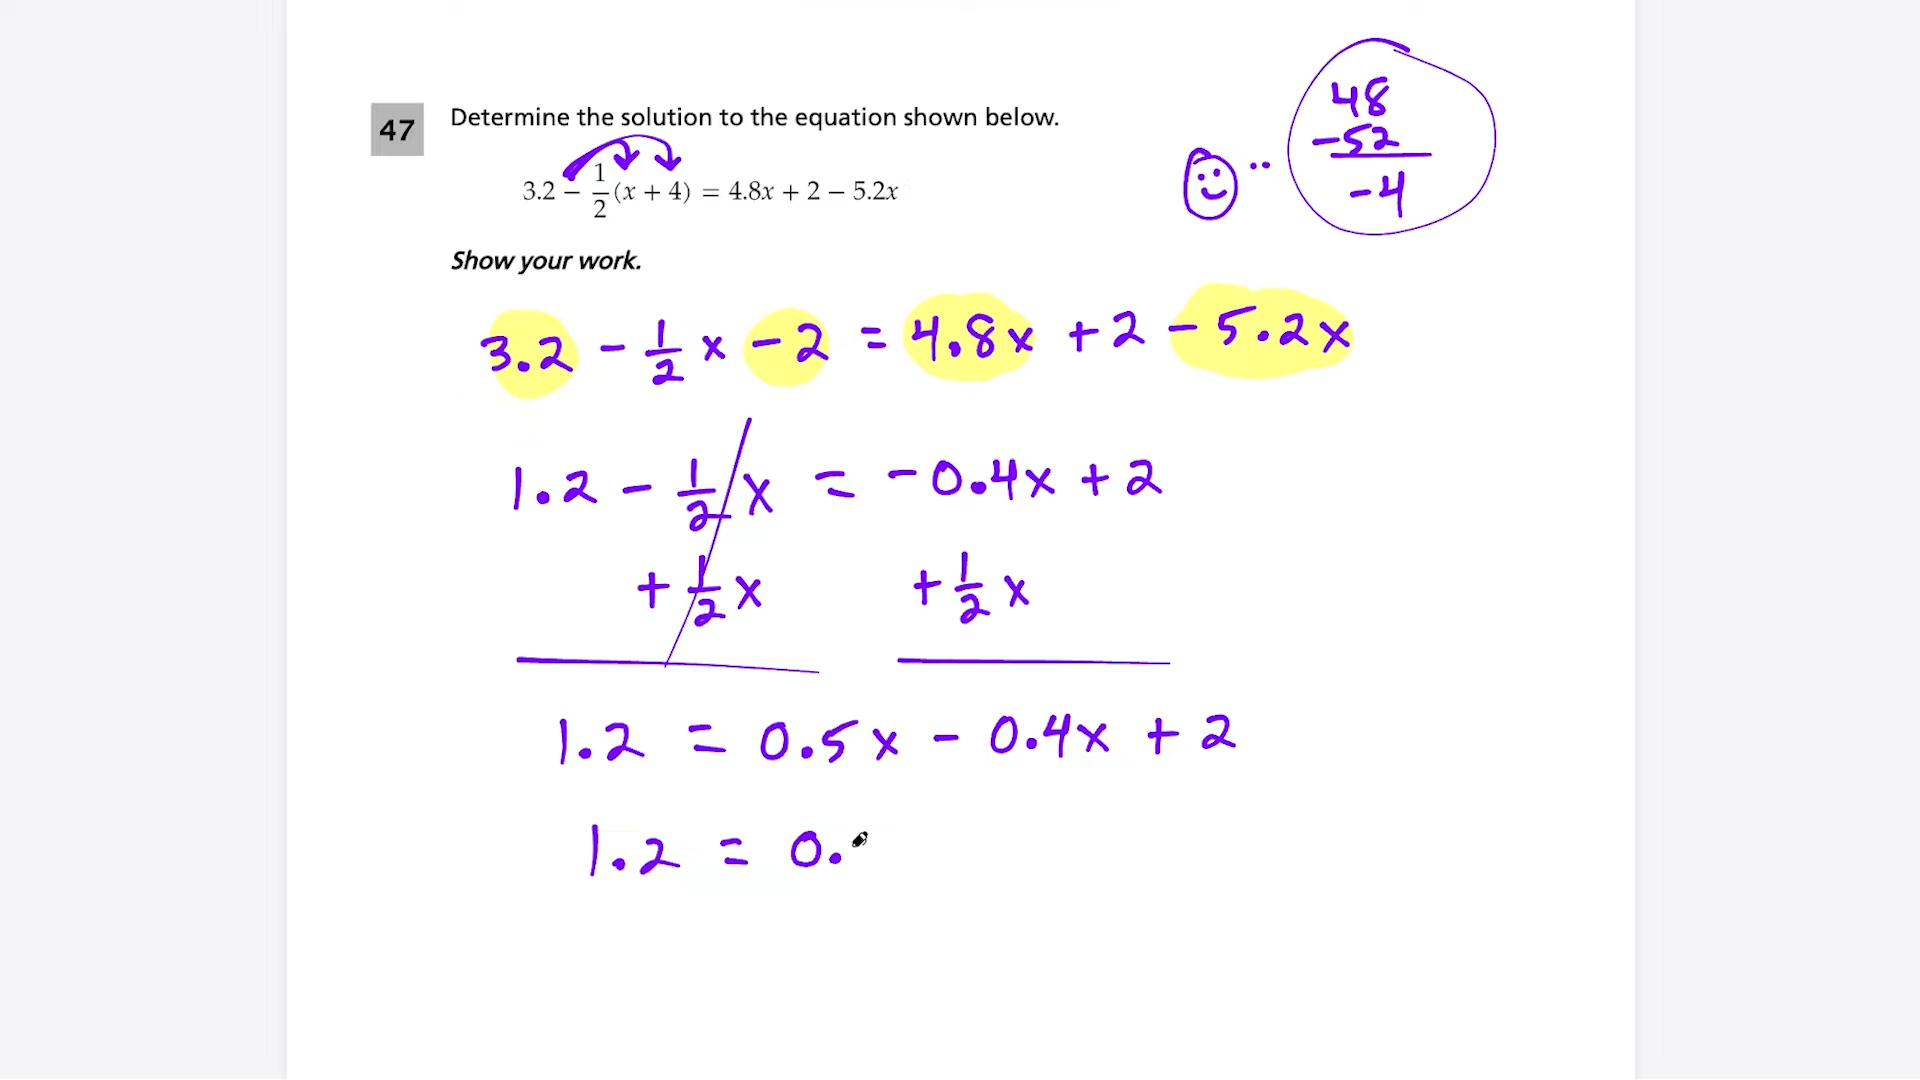 47 Determine the solution to the equation shown below.
3.2 − 1/2(x + 4) = 4.8x + 2 − 5.2x
Show your work.
48
-52
-4
3.2 - 1/2 x - 2 = 4.8x + 2 - 5.2x
1.2 - 1/2 x = -0.4x + 2
+ 1/2 x + 1/2 x
1.2 = 0.5x - 0.4x + 2
1.2 = 0.